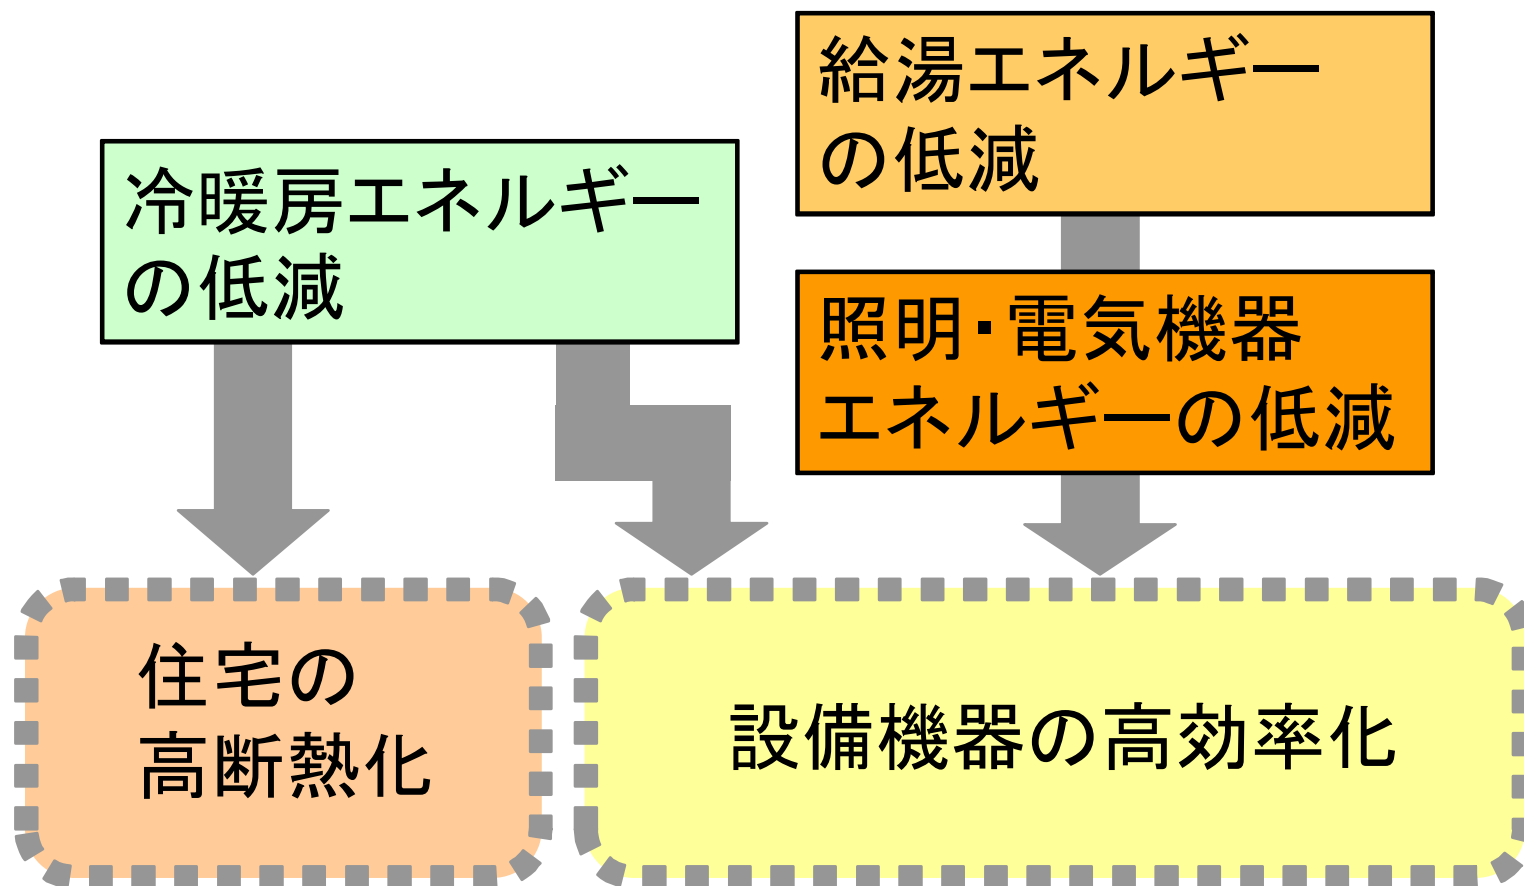 給湯エネルギー
の低減
冷暖房エネルギー
の低減
照明・電気機器
エネルギーの低減
住宅の
高断熱化
設備機器の高効率化